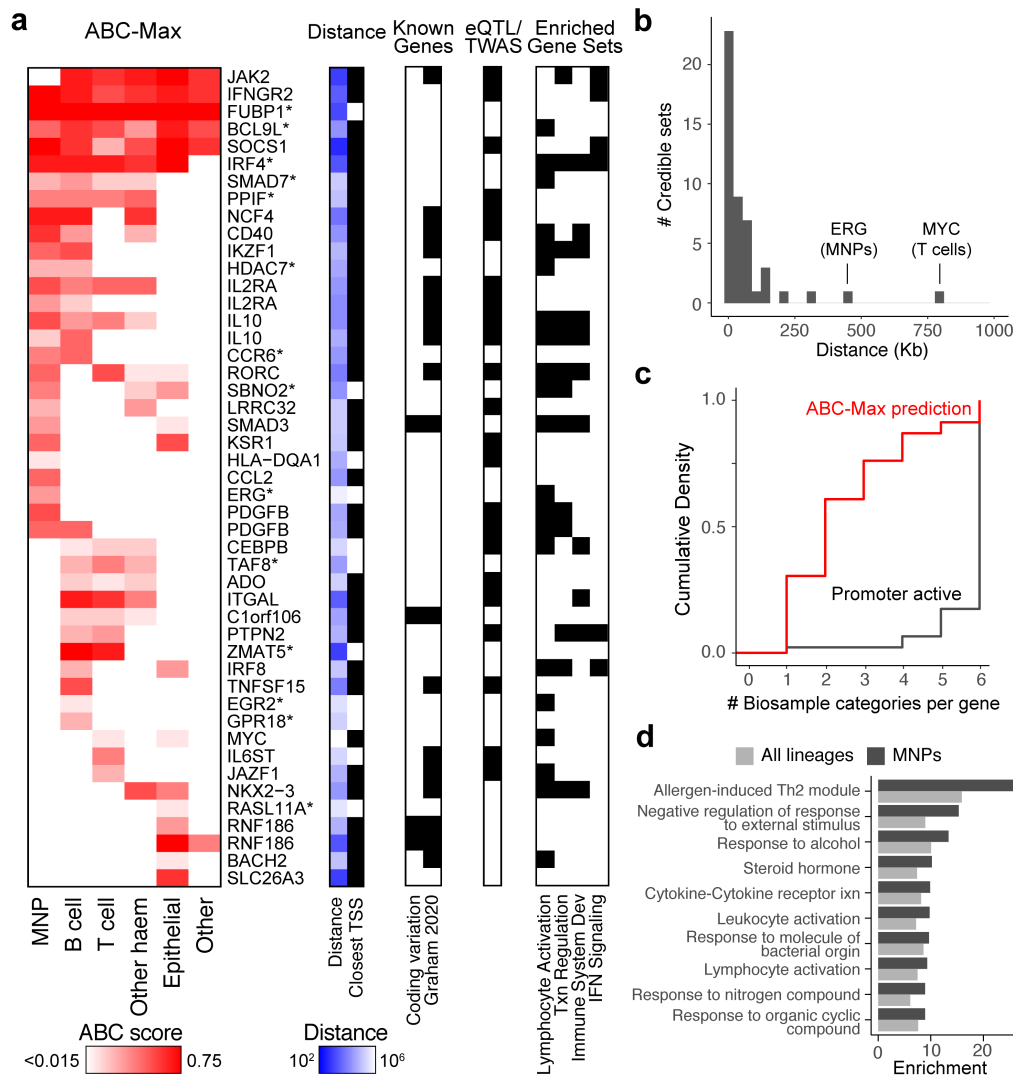 a
ABC-Max
Distance
Known
Genes
eQTL/
TWAS
Enriched
Gene Sets
JAK2
IFNGR2
FUBP1*
BCL9L*
SOCS1
IRF4*
SMAD7*
PPIF*
NCF4
CD40
IKZF1
HDAC7*
IL2RA
IL2RA
IL10
IL10
CCR6*
RORC
SBNO2*
LRRC32
SMAD3
KSR1
HLA−DQA1
CCL2
ERG*
PDGFB
PDGFB
CEBPB
TAF8*
ADO
ITGAL
C1orf106
PTPN2
ZMAT5*
IRF8
TNFSF15
EGR2*
GPR18*
MYC
IL6ST
JAZF1
NKX2−3
RASL11A*
RNF186
RNF186
BACH2
SLC26A3
MNP
B cell
T cell
Other haem
Epithelial
Other
Distance
Closest TSS
Coding variation
Graham 2020
Lymphocyte Activation
Txn Regulation
Immune System Dev
IFN Signaling
ABC score
<0.015
0.75
Distance
10²
10⁶
b
# Credible sets
20
15
10
5
0
ERG
(MNPs)
MYC
(T cells)
0
250
500
750
1000
Distance (Kb)
c
Cumulative Density
1.0
0.5
0.0
ABC-Max prediction
Promoter active
0
1
2
3
4
5
6
# Biosample categories per gene
d
All lineages
MNPs
Allergen-induced Th2 module
Negative regulation of response
to external stimulus
Response to alcohol
Steroid hormone
Cytokine-Cytokine receptor ixn
Leukocyte activation
Response to molecule of
bacterial orgin
Lymphocyte activation
Response to nitrogen compound
Response to organic cyclic
compound
0
10
20
Enrichment